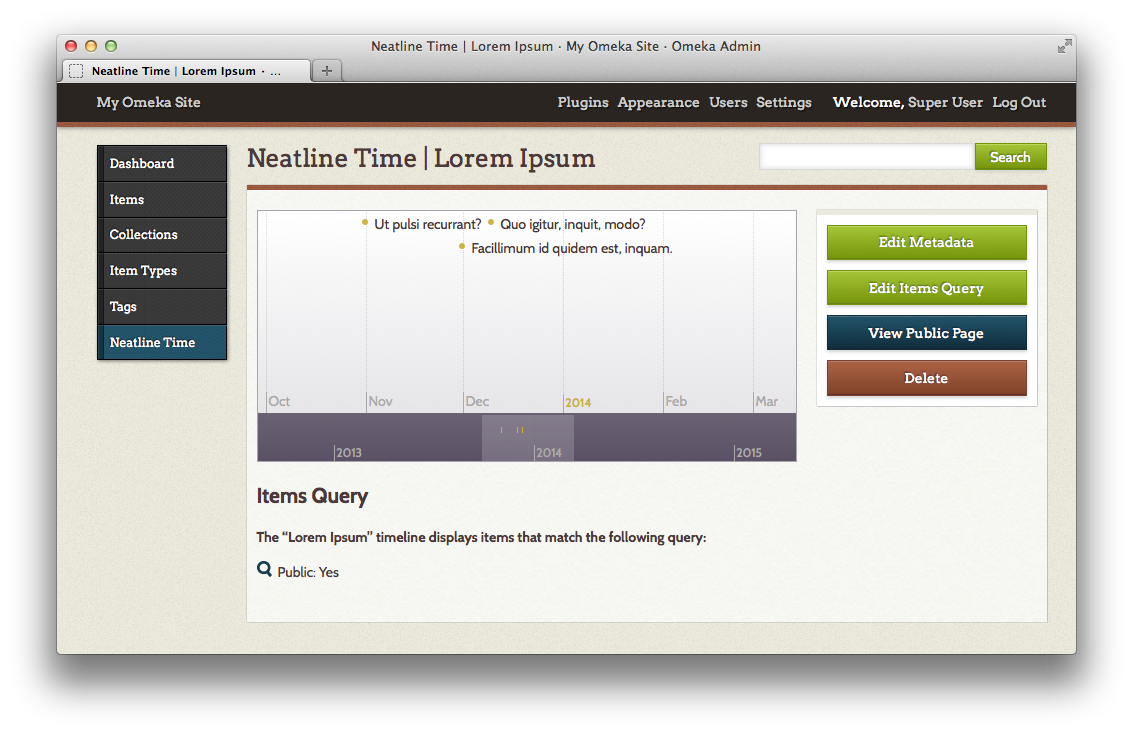 Neatline Time | Lorem Ipsum · My Omeka Site · Omeka Admin
Neatline Time | Lorem Ipsum · ...
My Omeka Site
Plugins Appearance Users Settings Welcome, Super User Log Out
Dashboard
Items
Collections
Item Types
Tags
Neatline Time
Neatline Time | Lorem Ipsum
Search
Ut pulsi recurrant? Quo igitur, inquit, modo?
Facillimum id quidem est, inquam.
Oct Nov Dec 2014 Feb Mar
2013 2014 2015
Edit Metadata
Edit Items Query
View Public Page
Delete
Items Query
The “Lorem Ipsum” timeline displays items that match the following query:
Public: Yes